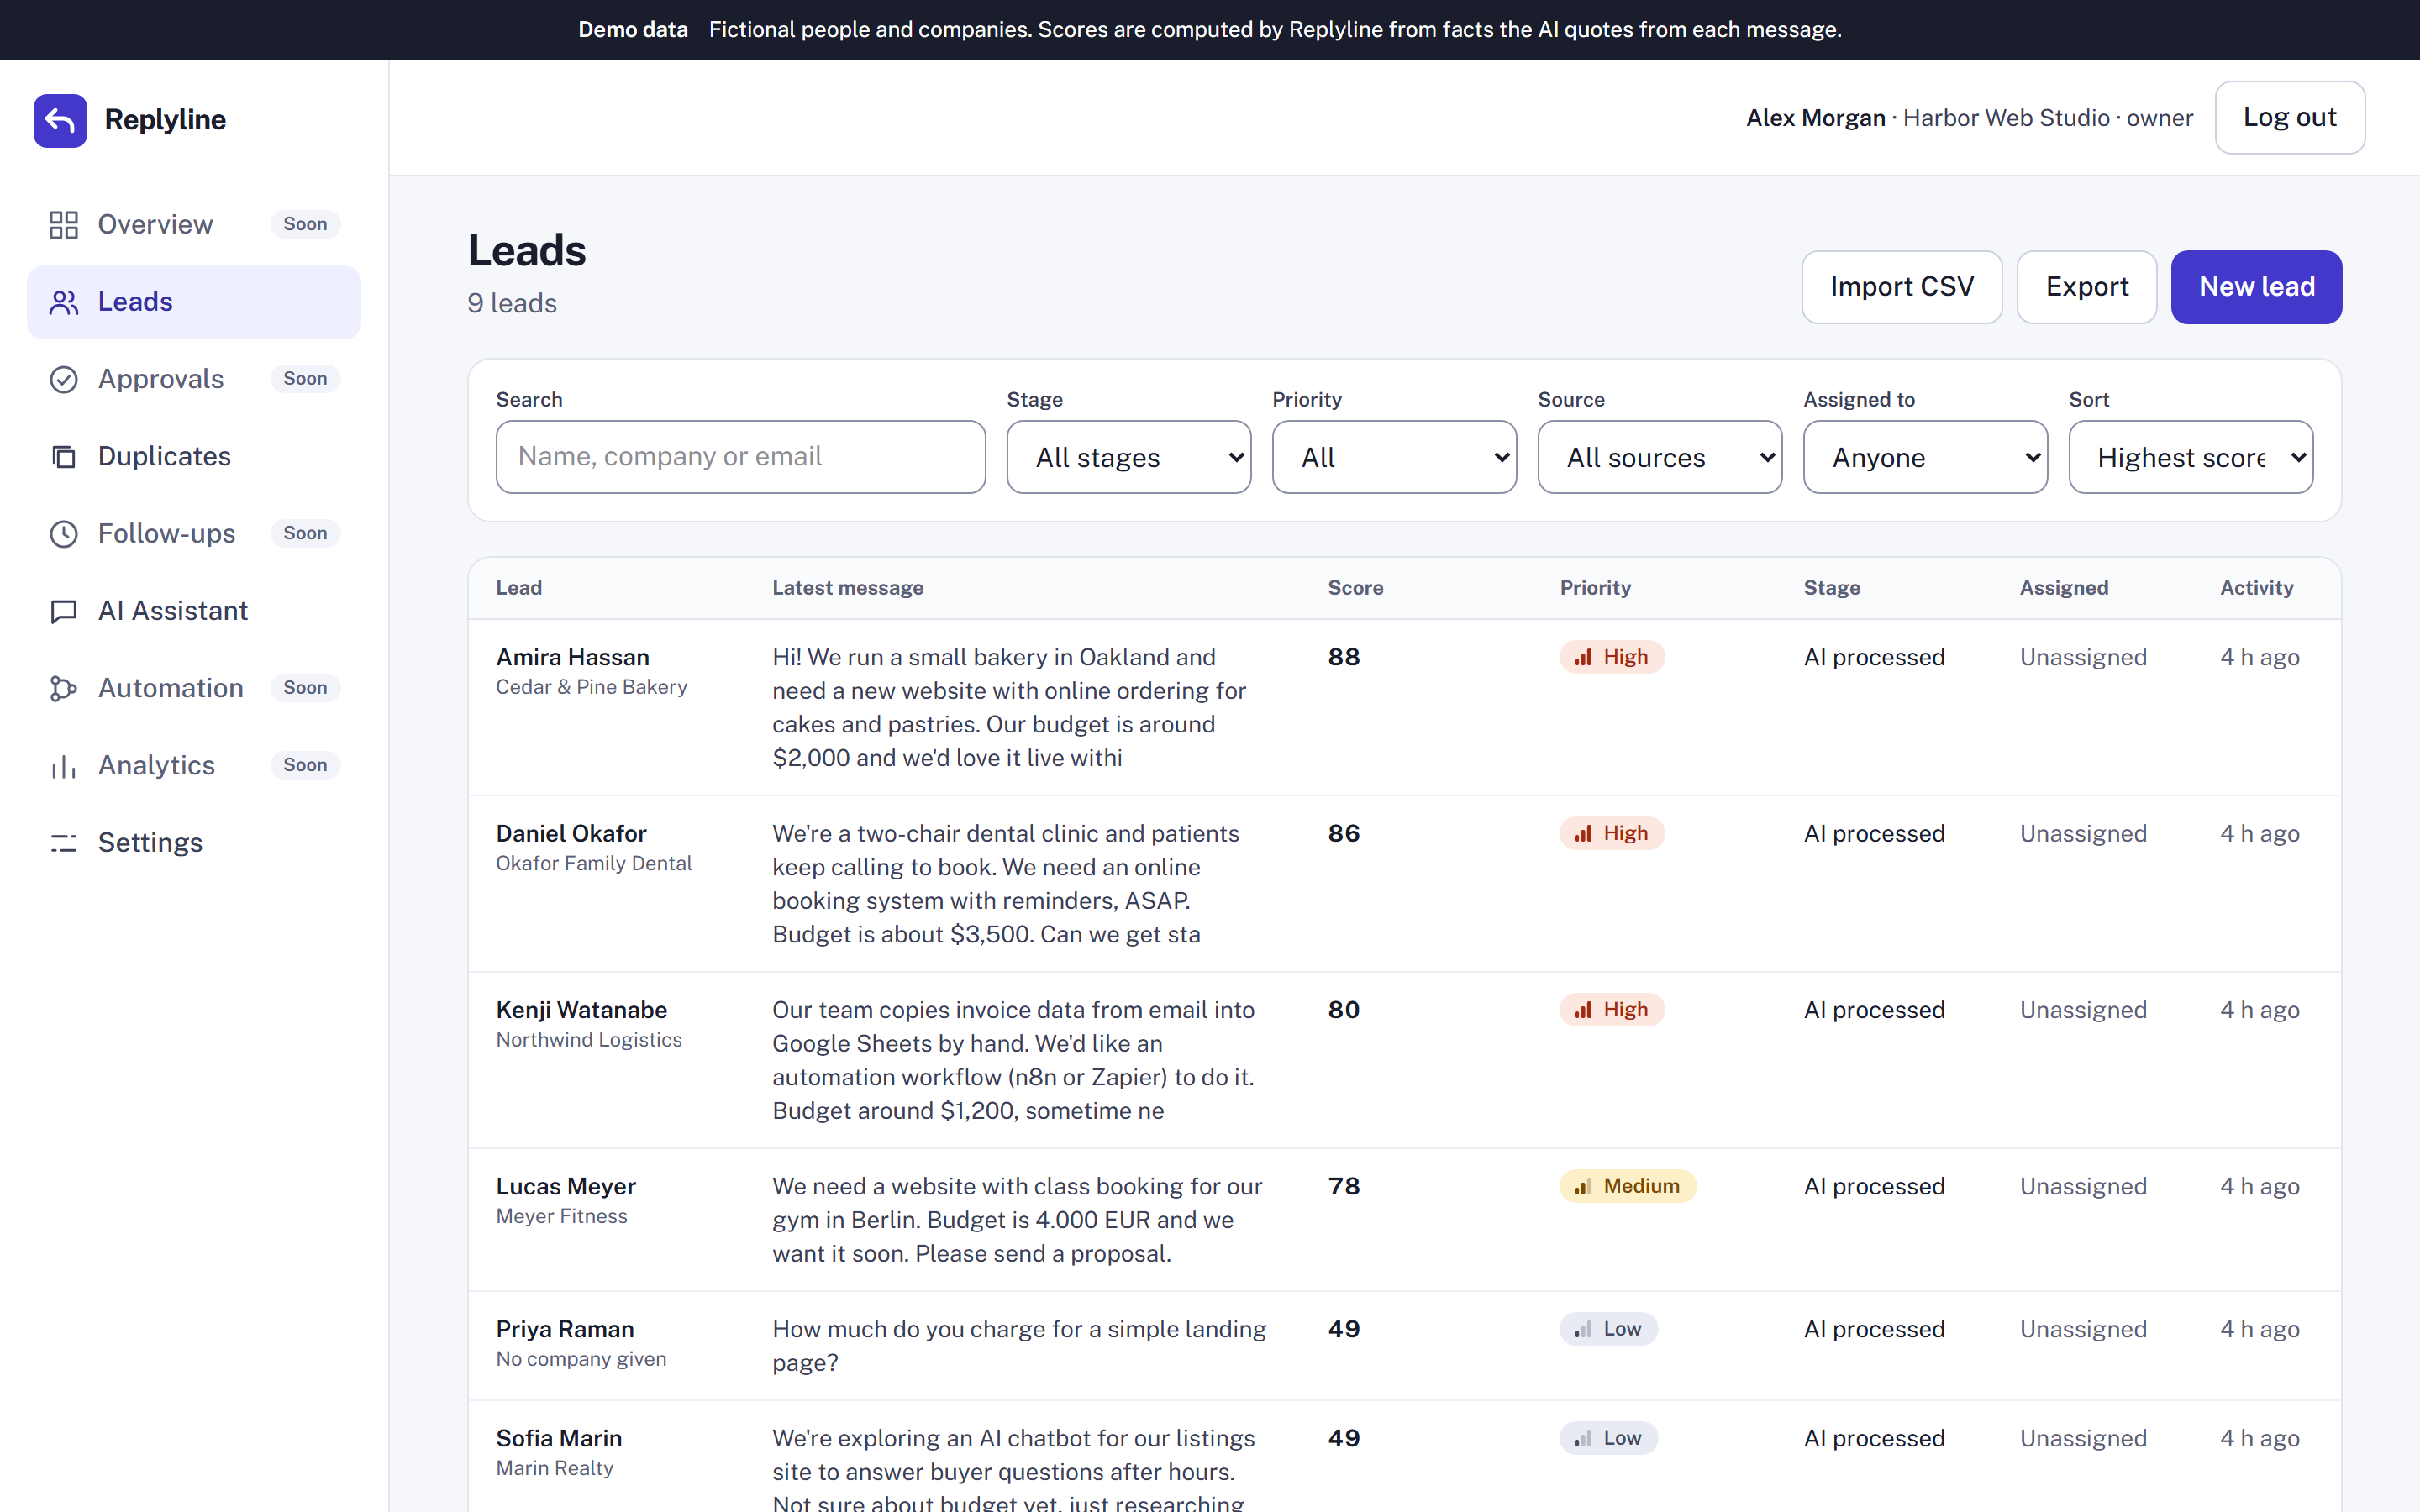 Demo data Fictional people and companies. Scores are computed by Replyline from facts the AI quotes from each message.
Replyline
Alex Morgan · Harbor Web Studio · owner
Log out
Overview Soon
Leads
Approvals Soon
Duplicates
Follow-ups Soon
AI Assistant
Automation Soon
Analytics Soon
Settings
Leads
9 leads
Import CSV
Export
New lead
Search
Name, company or email
Stage
All stages
Priority
All
Source
All sources
Assigned to
Anyone
Sort
Highest score
Lead Latest message Score Priority Stage Assigned Activity
Amira Hassan
Cedar & Pine Bakery
Hi! We run a small bakery in Oakland and
need a new website with online ordering for
cakes and pastries. Our budget is around
$2,000 and we'd love it live withi
88 High AI processed Unassigned 4 h ago
Daniel Okafor
Okafor Family Dental
We're a two-chair dental clinic and patients
keep calling to book. We need an online
booking system with reminders, ASAP.
Budget is about $3,500. Can we get sta
86 High AI processed Unassigned 4 h ago
Kenji Watanabe
Northwind Logistics
Our team copies invoice data from email into
Google Sheets by hand. We'd like an
automation workflow (n8n or Zapier) to do it.
Budget around $1,200, sometime ne
80 High AI processed Unassigned 4 h ago
Lucas Meyer
Meyer Fitness
We need a website with class booking for our
gym in Berlin. Budget is 4.000 EUR and we
want it soon. Please send a proposal.
78 Medium AI processed Unassigned 4 h ago
Priya Raman
No company given
How much do you charge for a simple landing
page?
49 Low AI processed Unassigned 4 h ago
Sofia Marin
Marin Realty
We're exploring an AI chatbot for our listings
site to answer buyer questions after hours.
Not sure about budget yet, just researching
49 Low AI processed Unassigned 4 h ago